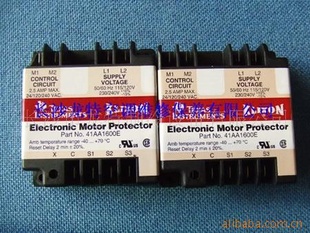 M1 M2 L1 L2
CONTROL CIRCUIT
2.5 AMP MAX.
24/120/240 VAC
SUPPLY VOLTAGE
50/60 Hz 115/120V
230/240V
TEXAS INSTRUMENTS
Electronic Motor Protector
Part No. 41AA1600E
Amb temperature range -40 ... +70 °C
Reset Delay 2 min ± 20%.
X C S1 S2 S3
M1 M2 L1 L2
CONTROL CIRCUIT
2.5 AMP MAX.
24/120/240 VAC
SUPPLY VOLTAGE
50/60 Hz 115/120V
230/240V
INSTRUMENTS
Electronic Motor Protector
Part No. 41AA1600E
Amb temperature range -40 ... +70 °C
Reset Delay 2 min ± 20%.
X C S1 S2 S3